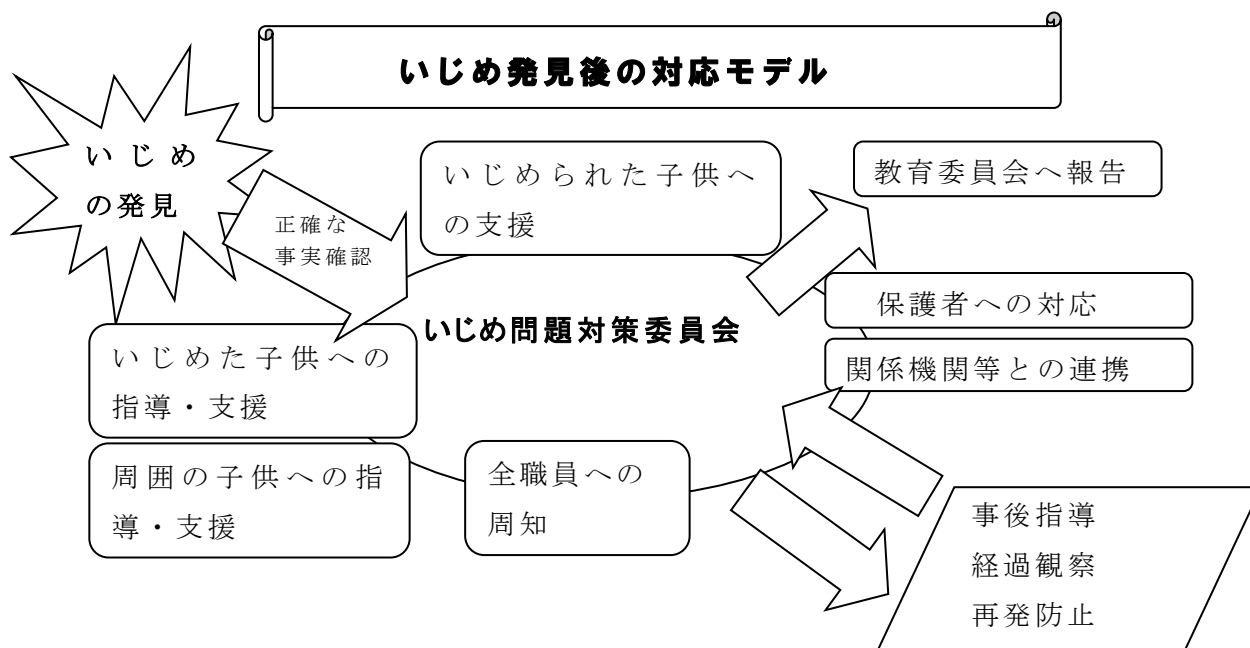 いじめ発見後の対応モデル
いじめ
の発見
正確な
事実確認
いじめられた子供へ
の支援
教育委員会へ報告
保護者への対応
関係機関等との連携
いじめ問題対策委員会
いじめた子供への
指導・支援
周囲の子供への指
導・支援
全職員への
周知
事後指導
経過観察
再発防止